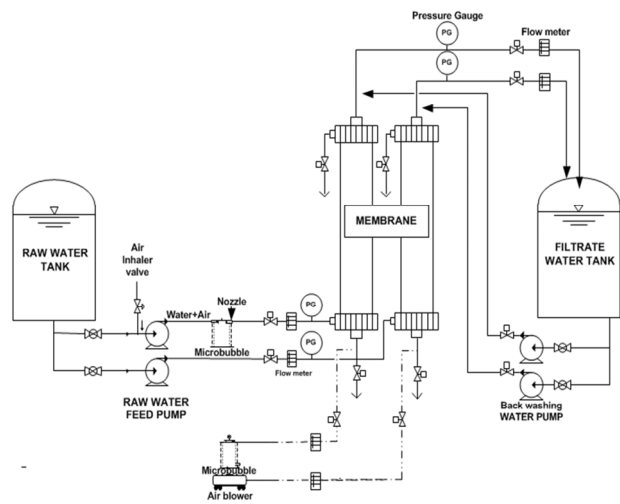 Pressure Gauge
PG
Flow meter
PG
MEMBRANE
RAW WATER
TANK
FILTRATE
WATER TANK
Air
Inhaler
valve
Nozzle
Water+Air
PG
PG
Microbubble
Flow meter
RAW WATER
FEED PUMP
Back washing
WATER PUMP
Microbubble
Air blower